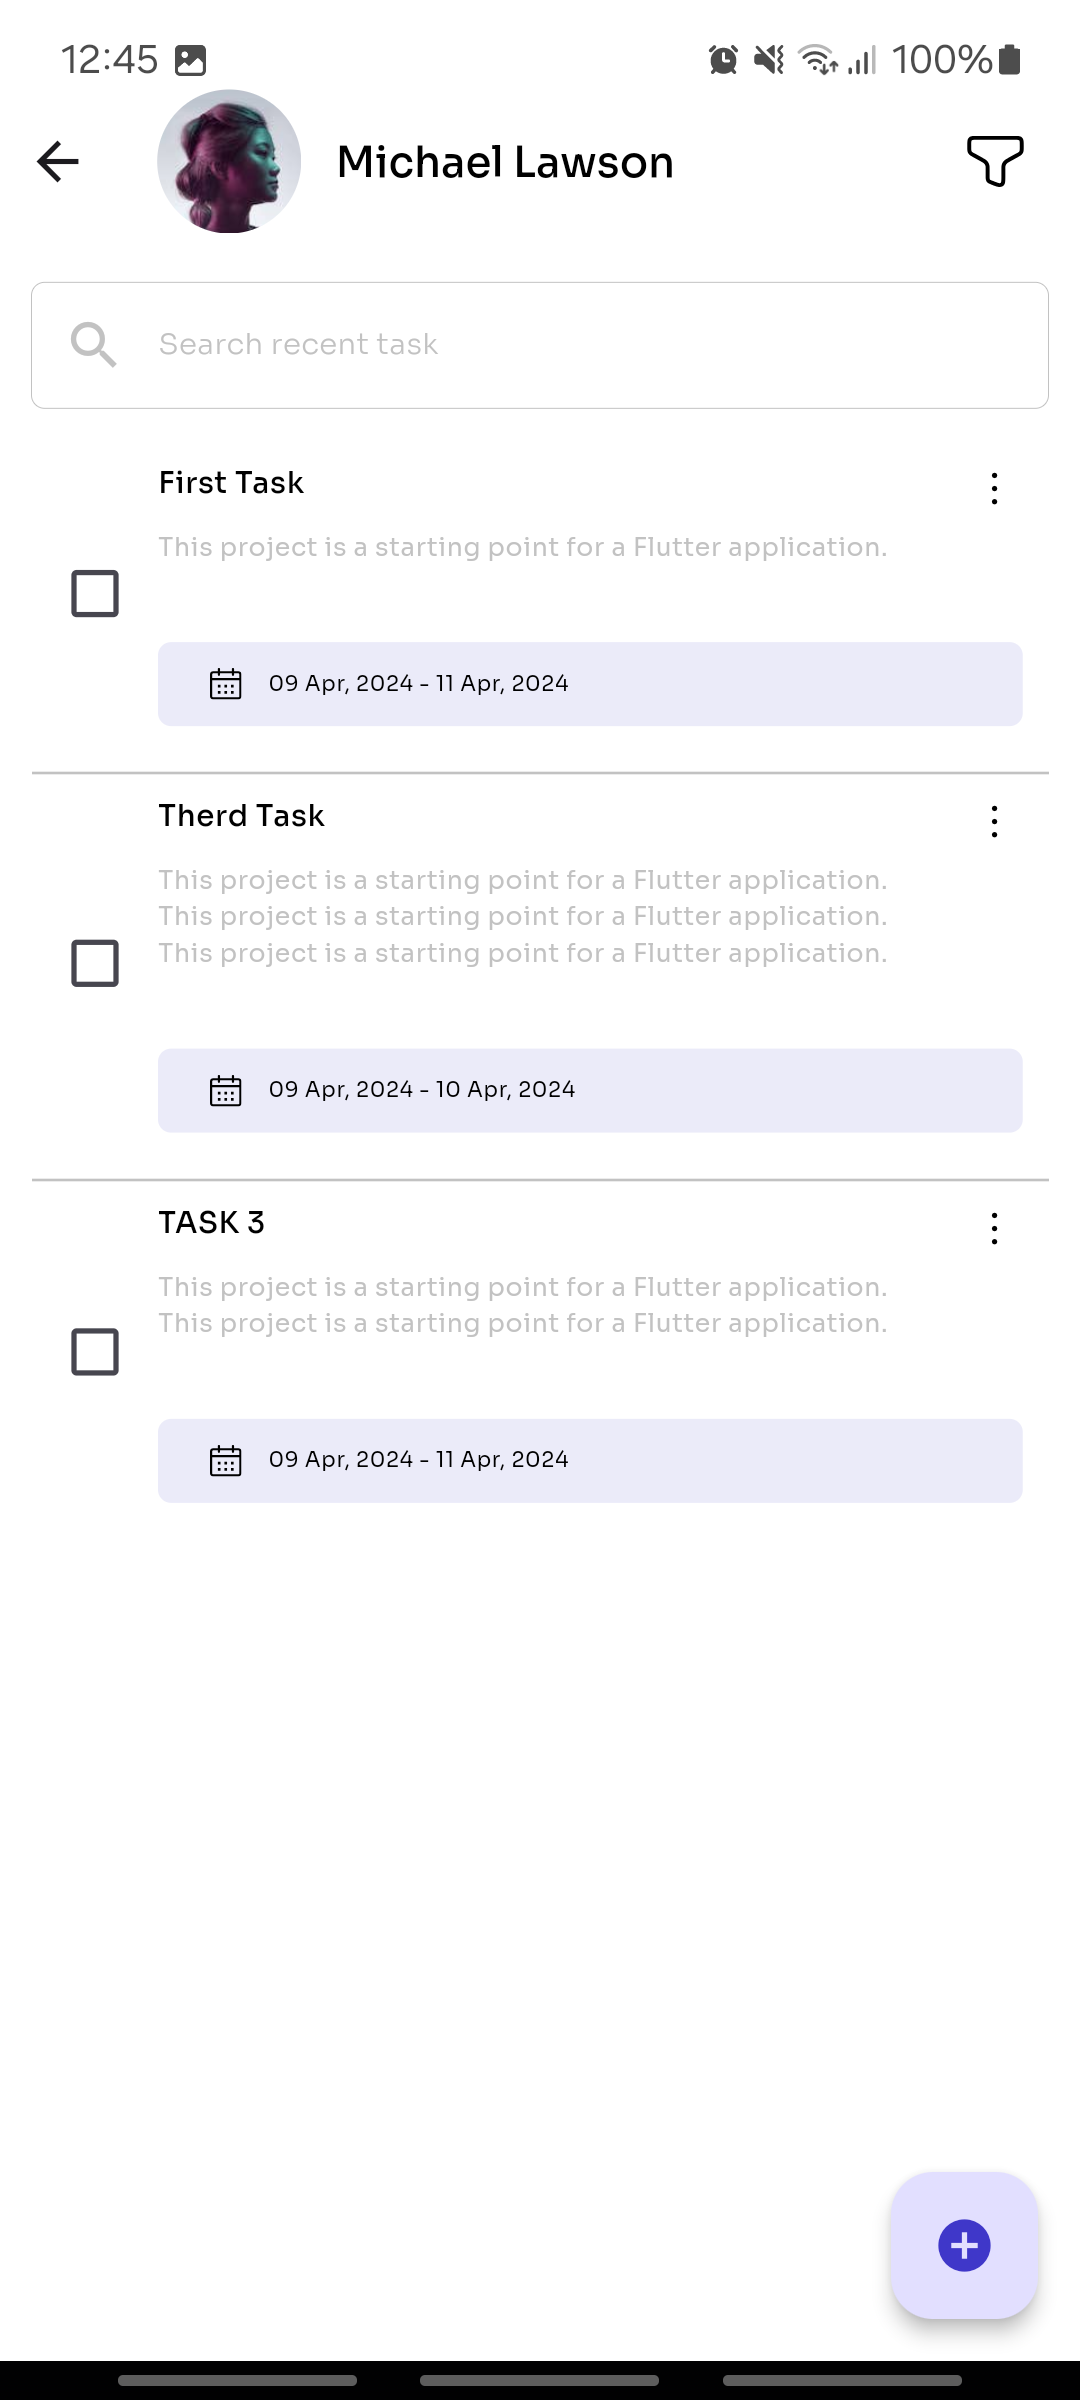 12:45
100%
Michael Lawson
Search recent task
First Task
This project is a starting point for a Flutter application.
09 Apr, 2024 - 11 Apr, 2024
Therd Task
This project is a starting point for a Flutter application.
This project is a starting point for a Flutter application.
This project is a starting point for a Flutter application.
09 Apr, 2024 - 10 Apr, 2024
TASK 3
This project is a starting point for a Flutter application.
This project is a starting point for a Flutter application.
09 Apr, 2024 - 11 Apr, 2024